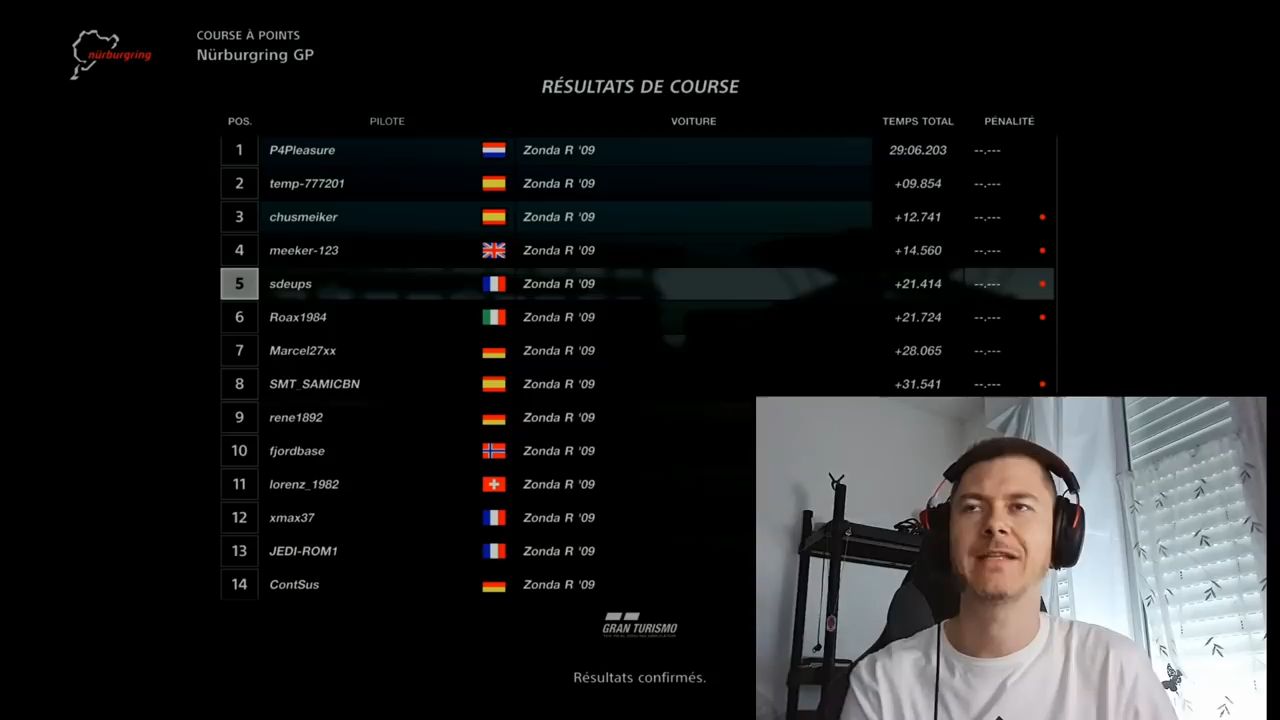 nürburgring
COURSE À POINTS
Nürburgring GP
RÉSULTATS DE COURSE
POS. PILOTE VOITURE TEMPS TOTAL PÉNALITÉ
1 P4Pleasure Zonda R '09 29:06.203 --.---
2 temp-777201 Zonda R '09 +09.854 --.---
3 chusmeiker Zonda R '09 +12.741 --.---
4 meeker-123 Zonda R '09 +14.560 --.---
5 sdeups Zonda R '09 +21.414 --.---
6 Roax1984 Zonda R '09 +21.724 --.---
7 Marcel27xx Zonda R '09 +28.065 --.---
8 SMT_SAMICBN Zonda R '09 +31.541 --.---
9 rene1892 Zonda R '09
10 fjordbase Zonda R '09
11 lorenz_1982 Zonda R '09
12 xmax37 Zonda R '09
13 JEDI-ROM1 Zonda R '09
14 ContSus Zonda R '09
GRAN TURISMO
Résultats confirmés.